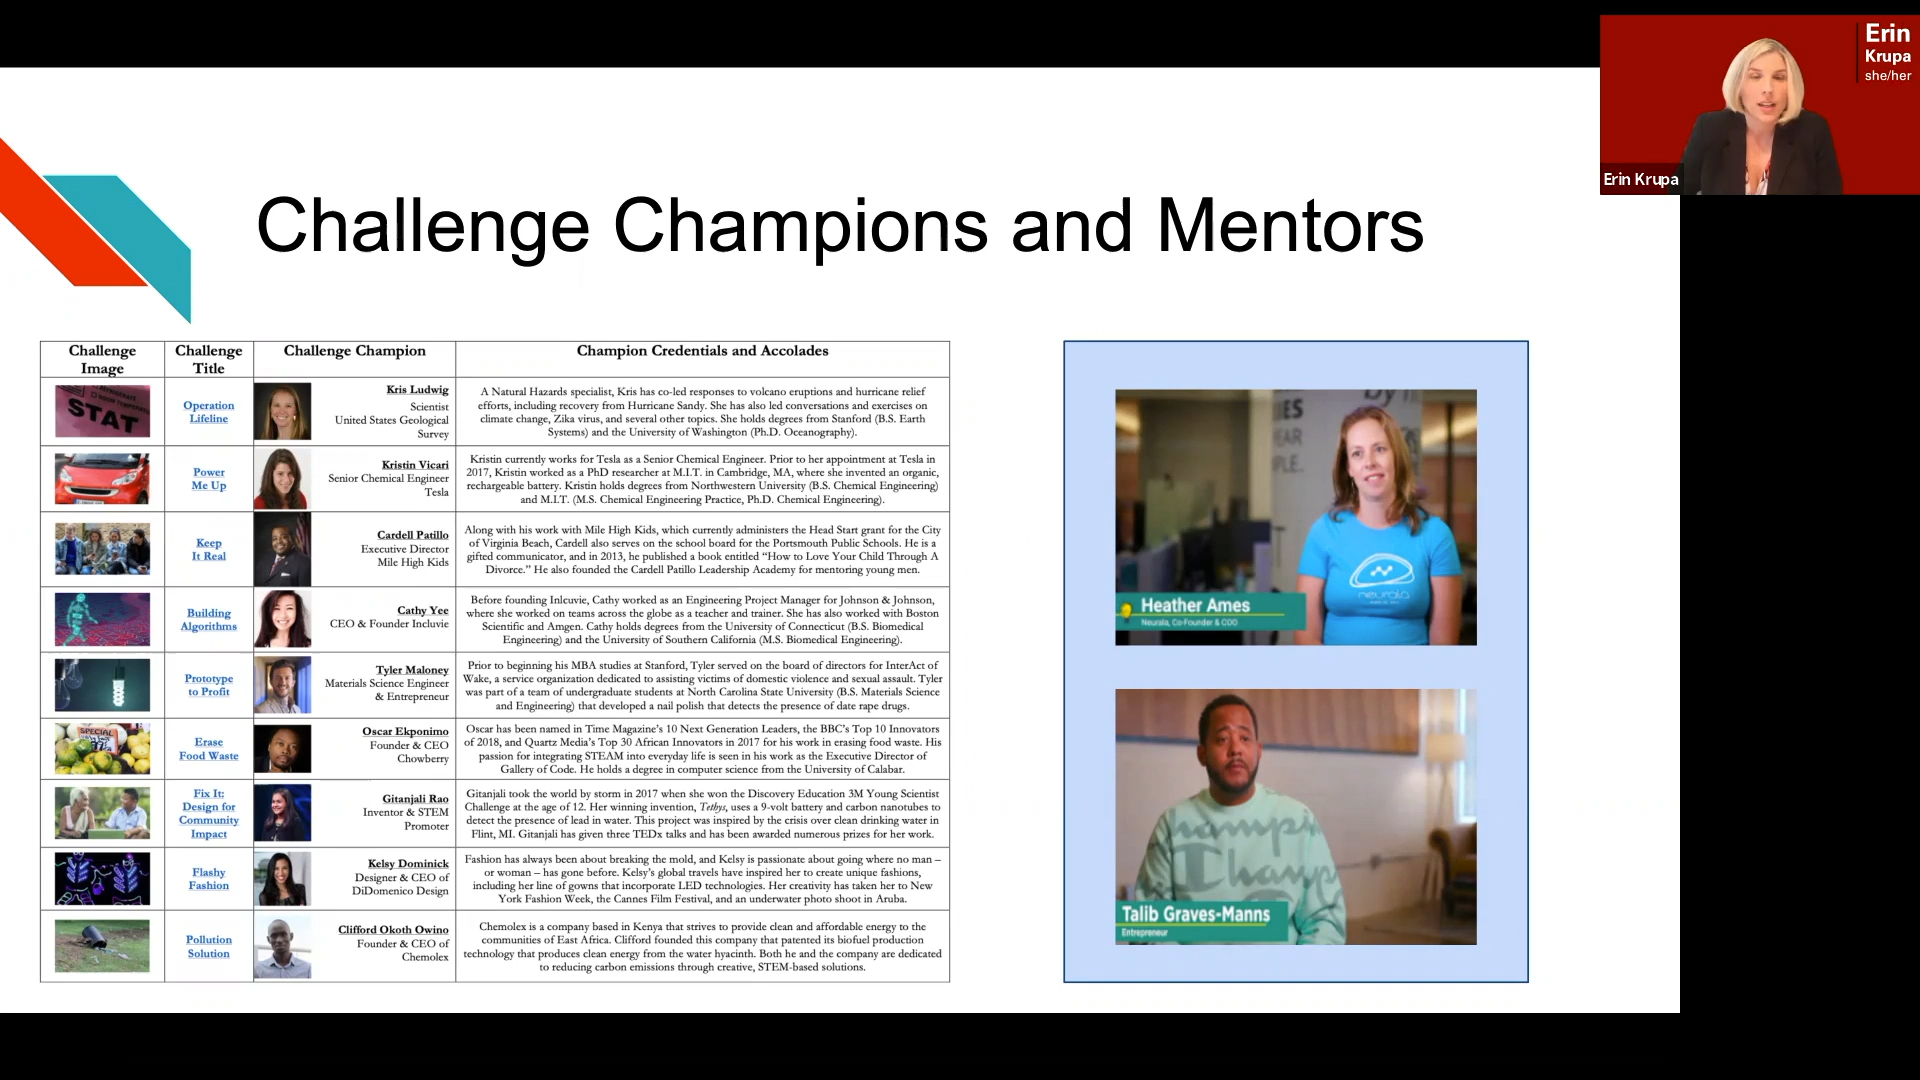 Erin
Krupa
she/her
Erin Krupa
Challenge Champions and Mentors
Challenge
Image
Challenge
Title
Challenge Champion
Champion Credentials and Accolades
STAT
Operation
Lifeline
Kris Ludwig
Scientist
United States Geological
Survey
A Natural Hazards specialist, Kris has co-led responses to volcano eruptions and hurricane relief
efforts, including recovery from Hurricane Sandy. She has also led conversations and exercises on
climate change, Zika virus, and several other topics. She holds degrees from Stanford (B.S. Earth
Systems) and the University of Washington (Ph.D. Oceanography).
Power
Me Up
Kristin Vicari
Senior Chemical Engineer
Tesla
Kristin currently works for Tesla as a Senior Chemical Engineer. Prior to her appointment at Tesla in
2017, Kristin worked as a PhD researcher at M.I.T. in Cambridge, MA, where she invented an organic,
rechargeable battery. Kristin holds degrees from Northwestern University (B.S. Chemical Engineering)
and M.I.T. (M.S. Chemical Engineering Practice, Ph.D. Chemical Engineering).
Keep
It Real
Cardell Patillo
Executive Director
Mile High Kids
Along with his work with Mile High Kids, which currently administers the Head Start grant for the City
of Virginia Beach, Cardell also serves on the school board for the Portsmouth Public Schools. He is a
gifted communicator, and in 2013, he published a book entitled “How to Love Your Child Through A
Divorce.” He also founded the Cardell Patillo Leadership Academy for mentoring young men.
Building
Algorithms
Cathy Yee
CEO & Founder Incluvie
Before founding Inlcuvie, Cathy worked as an Engineering Project Manager for Johnson & Johnson,
where she worked on teams across the globe as a teacher and trainer. She has also worked with Boston
Scientific and Amgen. Cathy holds degrees from the University of Connecticut (B.S. Biomedical
Engineering) and the University of Southern California (M.S. Biomedical Engineering).
Prototype
to Profit
Tyler Maloney
Materials Science Engineer
& Entrepreneur
Prior to beginning his MBA studies at Stanford, Tyler served on the board of directors for InterAct of
Wake, a service organization dedicated to assisting victims of domestic violence and sexual assault. Tyler
was part of a team of undergraduate students at North Carolina State University (B.S. Materials Science
and Engineering) that developed a nail polish that detects the presence of date rape drugs.
SPECIAL
Erase
Food Waste
Oscar Ekponimo
Founder & CEO
Chowberry
Oscar has been named in Time Magazine's 10 Next Generation Leaders, the BBC's Top 10 Innovators
of 2018, and Quartz Media's Top 30 African Innovators in 2017 for his work in erasing food waste. His
passion for integrating STEAM into everyday life is seen in his work as the Executive Director of
Gallery of Code. He holds a degree in computer science from the University of Calabar.
Fix It:
Design for
Community
Impact
Gitanjali Rao
Inventor & STEM
Promoter
Gitanjali took the world by storm in 2017 when she won the Discovery Education 3M Young Scientist
Challenge at the age of 12. Her winning invention, Tethys, uses a 9-volt battery and carbon nanotubes to
detect the presence of lead in water. This project was inspired by the crisis over clean drinking water in
Flint, MI. Gitanjali has given three TEDx talks and has been awarded numerous prizes for her work.
Flashy
Fashion
Kelsy Dominick
Designer & CEO of
DiDomenico Design
Fashion has always been about breaking the mold, and Kelsy is passionate about going where no man –
or woman – has gone before. Kelsy's global travels have inspired her to create unique fashions,
including her line of gowns that incorporate LED technologies. Her creativity has taken her to New
York Fashion Week, the Cannes Film Festival, and an underwater photo shoot in Aruba.
Pollution
Solution
Clifford Okoth Owino
Founder & CEO of
Chemolex
Chemolex is a company based in Kenya that strives to provide clean and affordable energy to the
communities of East Africa. Clifford founded this company that patented its biofuel production
technology that produces clean energy from the water hyacinth. Both he and the company are dedicated
to reducing carbon emissions through creative, STEM-based solutions.
by
neurala
Heather Ames
Neurala, Co-Founder & COO
Champi
Champ
Talib Graves-Manns
Entrepreneur